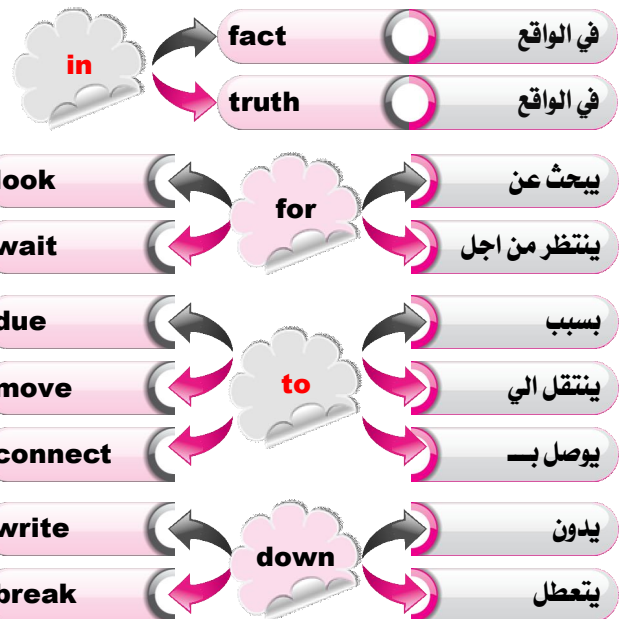 in
fact في الواقع
truth في الواقع
look for يبحث عن
wait ينتظر من اجل
due بسبب
move to ينتقل الي
connect يوصل بــ
write down يدون
break يتعطل